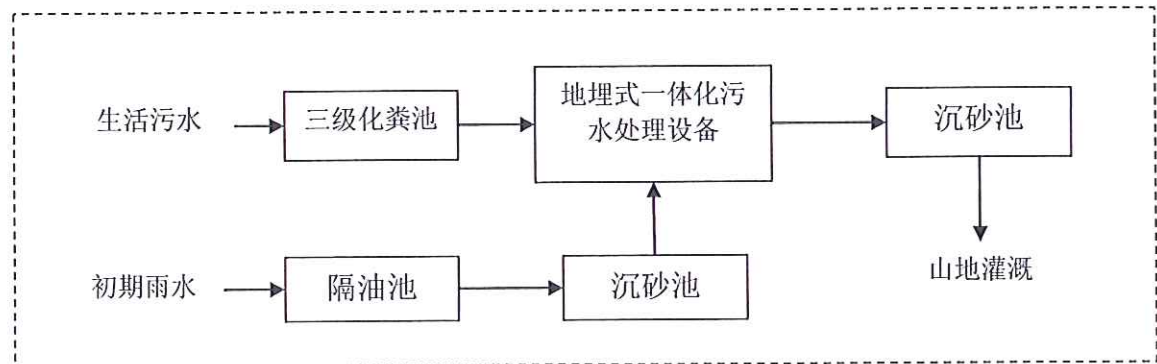 生活污水
三级化粪池
地埋式一体化污
水处理设备
沉砂池
初期雨水
隔油池
沉砂池
山地灌溉